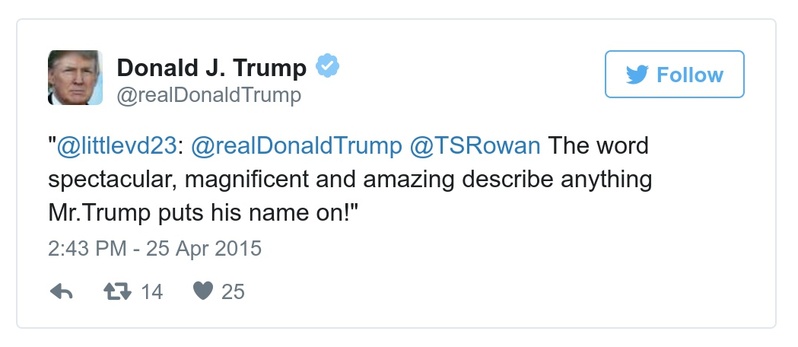 Donald J. Trump
@realDonaldTrump
Follow
"@littlevd23: @realDonaldTrump @TSRowan The word
spectacular, magnificent and amazing describe anything
Mr.Trump puts his name on!"
2:43 PM - 25 Apr 2015
14 25